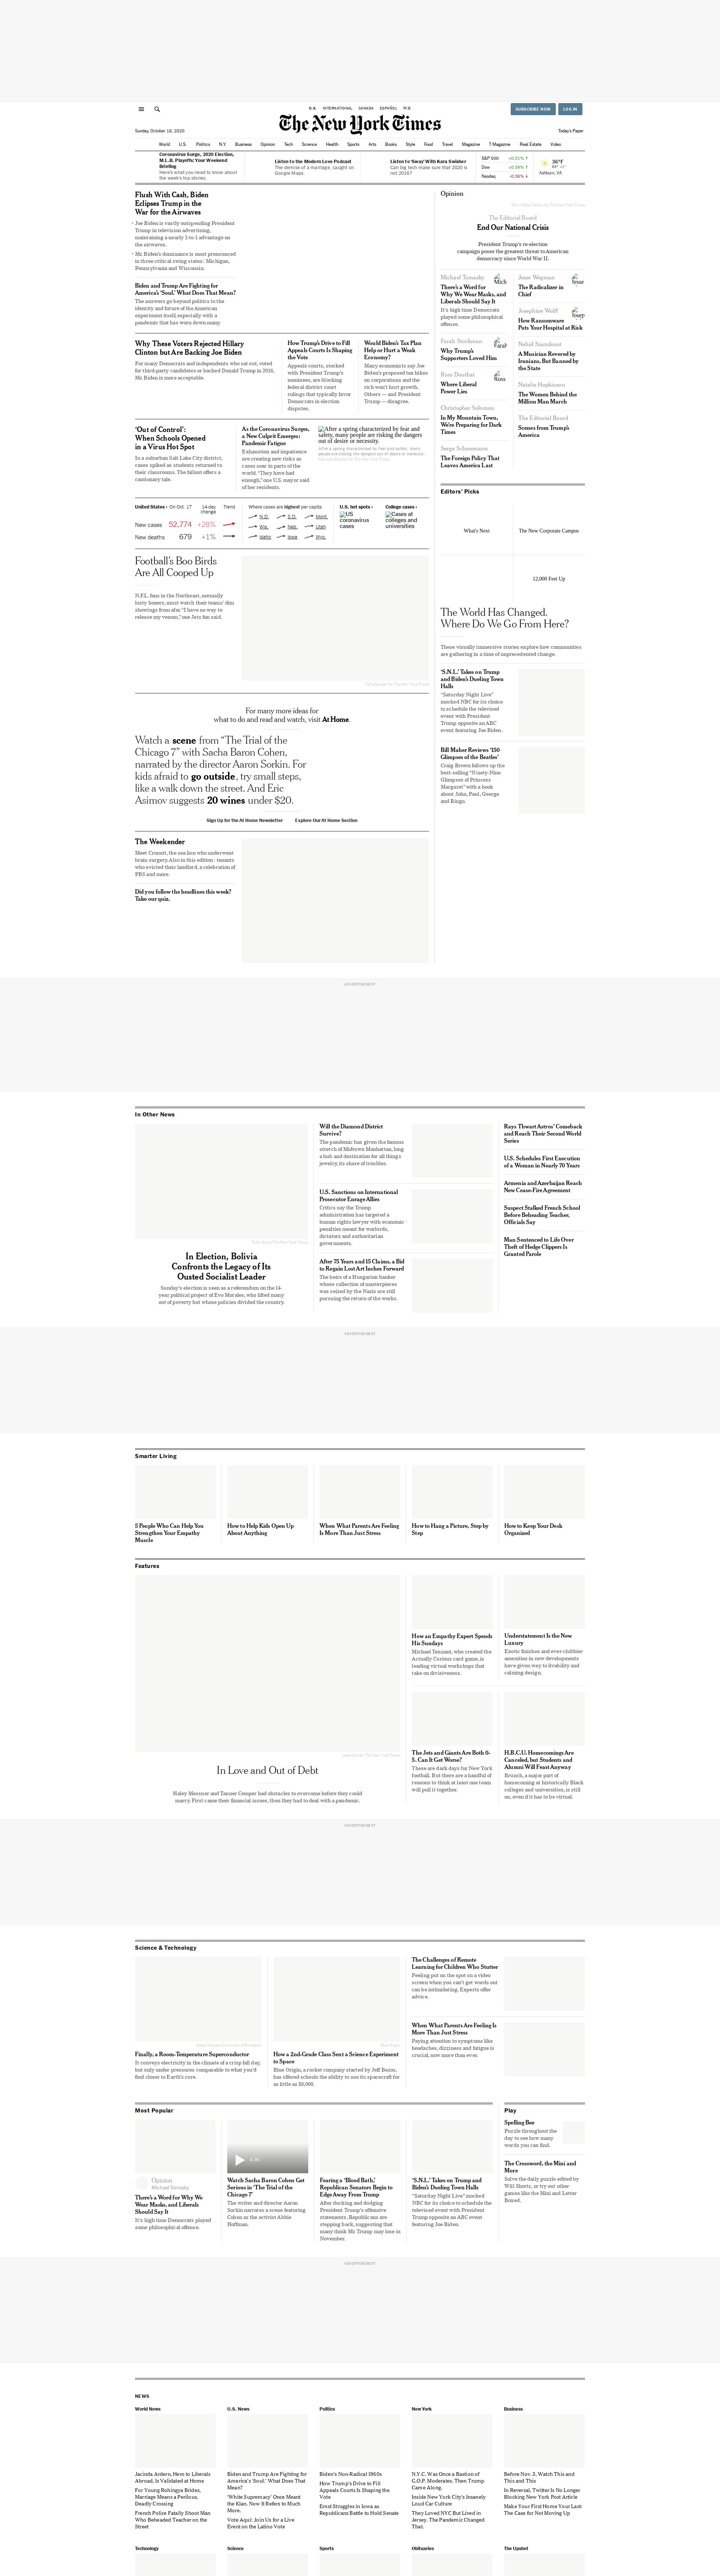 U.S. INTERNATIONAL CANADA ESPAÑOL 中文
SUBSCRIBE NOW
LOG IN
The New York Times
Sunday, October 18, 2020
Today's Paper
World U.S. Politics N.Y. Business Opinion Tech Science Health Sports Arts Books Style Food Travel Magazine T Magazine Real Estate Video
Coronavirus Surge, 2020 Election,
M.L.B. Playoffs: Your Weekend
Briefing
Here's what you need to know about
the week's top stories.
Listen to the Modern Love Podcast
The demise of a marriage, caught on
Google Maps.
Listen to 'Sway' With Kara Swisher
Can big tech make sure that 2020 is
not 2016?
S&P 500 +0.01% ↑
Dow +0.39% ↑
Nasdaq -0.36% ↓
36°F
Ashburn, VA
Flush With Cash, Biden
Eclipses Trump in the
War for the Airwaves
Joe Biden is vastly outspending President
Trump in television advertising,
maintaining a nearly 2-to-1 advantage on
the airwaves.
Mr. Biden's dominance is most pronounced
in three critical swing states: Michigan,
Pennsylvania and Wisconsin.
Biden and Trump Are Fighting for
America's 'Soul.' What Does That Mean?
The answers go beyond politics to the
identity and future of the American
experiment itself, especially with a
pandemic that has worn down many.
Why These Voters Rejected Hillary
Clinton but Are Backing Joe Biden
For many Democrats and independents who sat out, voted
for third-party candidates or backed Donald Trump in 2016,
Mr. Biden is more acceptable.
How Trump's Drive to Fill
Appeals Courts Is Shaping
the Vote
Appeals courts, stocked
with President Trump's
nominees, are blocking
federal district court
rulings that typically favor
Democrats in election
disputes.
Would Biden's Tax Plan
Help or Hurt a Weak
Economy?
Many economists say tax hikes
on corporations and the
rich won't hurt growth.
Others — and President
Trump — disagree.
'Out of Control':
When Schools Opened
in a Virus Hot Spot
In a suburban Salt Lake City district,
cases spiked as students returned to
their classrooms. The fallout offers a
cautionary tale.
As the Coronavirus Surges,
a New Culprit Emerges:
Pandemic Fatigue
Exhaustion and impatience
are creating new risks as
cases soar in parts of the
world. "They have had
enough," one U.S. mayor said
of her residents.
After a spring characterized by fear and
safety, many people are risking the dangers
out of desire or necessity.
After a spring characterized by fear and safety, many
people are risking the dangers out of desire or necessity.
United States › On Oct. 17 14-day change Trend
New cases 52,774 +28%
New deaths 679 +1%
Where cases are highest per capita
N.D. S.D. Mont.
Wis. Neb. Utah
Idaho Iowa Wyo.
U.S. hot spots ›
US
coronavirus
cases
College cases ›
Cases at
colleges and
universities
Football's Boo Birds
Are All Cooped Up
N.F.L. fans in the Northeast, normally
lusty booers, must watch their teams' dim
showings from afar. "I have no way to
release my venom," one Jets fan said.
For many more ideas for
what to do and read and watch, visit At Home.
Watch a scene from "The Trial of the
Chicago 7" with Sacha Baron Cohen,
narrated by the director Aaron Sorkin. For
kids afraid to go outside, try small steps,
like a walk down the street. And Eric
Asimov suggests 20 wines under $20.
Sign Up for the At Home Newsletter
Explore Our At Home Section
The Weekender
Meet Cronutt, the sea lion who underwent
brain surgery. Also in this edition: tenants
who evicted their landlord, a celebration of
PBS and more.
Did you follow the headlines this week?
Take our quiz.
Opinion
The Editorial Board
End Our National Crisis
President Trump's re-election
campaign poses the greatest threat to American
democracy since World War II.
Michael Tomasky
There's a Word for
Why We Wear Masks, and
Liberals Should Say It
It's high time Democrats
played some philosophical
offense.
Farah Stockman
Why Trump's
Supporters Loved Him
Ross Douthat
Where Liberal
Power Lies
Christopher Solomon
In My Mountain Town,
We're Preparing for Dark
Times
Serge Schmemann
The Foreign Policy That
Leaves America Last
Jesse Wegman
The Radicalizer in
Chief
Josephine Wolff
How Ransomware
Puts Your Hospital at Risk
Nahid Siamdoust
A Musician Revered by
Iranians, But Banned by
the State
Natalie Hopkinson
The Women Behind the
Million Man March
The Editorial Board
Scenes from Trump's
America
Editors' Picks
What's Next
The New Corporate Campus
12,000 Feet Up
The World Has Changed.
Where Do We Go From Here?
These visually immersive stories explore how communities
are operating in a time of unprecedented change.
'S.N.L.' Takes on Trump
and Biden's Dueling Town
Halls
"Saturday Night Live"
mocked NBC for its choice
to schedule the televised
event with President
Trump opposite an ABC
event featuring Joe Biden.
Bill Maher Reviews '150
Glimpses of the Beatles'
Craig Brown follows up the
best-selling "Ninety-Nine
Glimpses of Princess
Margaret" with a book
about John, Paul, George
and Ringo.
ADVERTISEMENT
In Other News
In Election, Bolivia
Confronts the Legacy of Its
Ousted Socialist Leader
Sunday's election is seen as a referendum on the 14-
year political project of Evo Morales, who lifted many
out of poverty but whose policies divided the country.
Will the Diamond District
Survive?
The pandemic has given the famous
stretch of Midtown Manhattan, long
a hub and destination for all things
jewelry, its share of troubles.
U.S. Sanctions on International
Prosecutor Enrage Allies
Critics say the Trump
administration has targeted a
human rights lawyer with economic
penalties meant for warlords,
dictators and authoritarian
governments.
After 75 Years and 15 Claims, a Bid
to Regain Lost Art Inches Forward
The heirs of a Hungarian banker
whose collection of masterpieces
was seized by the Nazis are still
pursuing the return of the works.
Rays Thwart Astros' Comeback
and Reach Their Second World
Series
U.S. Schedules First Execution
of a Woman in Nearly 70 Years
Armenia and Azerbaijan Reach
New Cease-Fire Agreement
Suspect Stalked French School
Before Beheading Teacher,
Officials Say
Man Sentenced to Life Over
Theft of Hedge Clippers Is
Granted Parole
ADVERTISEMENT
Smarter Living
5 People Who Can Help You
Strengthen Your Empathy
Muscle
How to Help Kids Open Up
About Anything
When What Parents Are Feeling
Is More Than Just Stress
How to Hang a Picture, Step by
Step
How to Keep Your Desk
Organized
Features
In Love and Out of Debt
Haley Messner and Tanner Cemper had obstacles to overcome before they could
marry. First came their financial issues, then they had to deal with a pandemic.
How an Empathy Expert Spends
His Sundays
Michael Tennant, who created the
Actually Curious card game, is
leading virtual workshops that
take on divisiveness.
Understatement Is the New
Luxury
Exotic finishes and over-clubbier
amenities in new developments
have given way to livability and
calming design.
The Jets and Giants Are Both 0-
5. Can It Get Worse?
These are dark days for New York
football. But there are a handful of
reasons to think at least one team
will pull it together.
H.B.C.U. Homecomings Are
Canceled, but Students and
Alumni Will Feast Anyway
Brunch, a major part of
homecoming at historically Black
colleges and universities, is still
on, even if it has to be virtual.
ADVERTISEMENT
Science & Technology
Finally, a Room-Temperature Superconductor
It conveys electricity in the climate of a crisp fall day,
but only under pressures comparable to what you'd
find closer to Earth's core.
How a 2nd-Grade Class Sent a Science Experiment
to Space
Blue Origin, a rocket company started by Jeff Bezos,
has offered schools the ability to use its spacecraft for
as little as $8,000.
The Challenges of Remote
Learning for Children Who Stutter
Feeling put on the spot on a video
screen when you can't get words out
can be intimidating. Experts offer
advice.
When What Parents Are Feeling Is
More Than Just Stress
Paying attention to symptoms like
headaches, dizziness and fatigue is
crucial, now more than ever.
Most Popular
Opinion
Michael Tomasky
There's a Word for Why We
Wear Masks, and Liberals
Should Say It
It's high time Democrats played
some philosophical offense.
Watch Sacha Baron Cohen Get
Serious in 'The Trial of the
Chicago 7'
The writer and director Aaron
Sorkin narrates a scene featuring
Cohen as the activist Abbie
Hoffman.
Fearing a 'Blood Bath,'
Republican Senators Begin to
Edge Away From Trump
After ducking and dodging
President Trump's offensive
statements, Republicans are
stepping back, suggesting that
many think Mr. Trump may lose in
November.
'S.N.L.' Takes on Trump and
Biden's Dueling Town Halls
"Saturday Night Live" mocked
NBC for its choice to schedule the
televised event with President
Trump opposite an ABC event
featuring Joe Biden.
Play
Spelling Bee
Puzzle throughout the
day to see how many
words you can find.
The Crossword, the Mini and
More
Solve the daily puzzle edited by
Will Shortz, or try out other
games like the Mini and Letter
Boxed.
ADVERTISEMENT
NEWS
World News
Jacinda Ardern, Hero to Liberals
Abroad, Is Validated at Home
For Young Rohingya Brides,
Marriage Means a Perilous,
Deadly Crossing
French Police Fatally Shoot Man
Who Beheaded Teacher on the
Street
U.S. News
Biden and Trump Are Fighting for
America's 'Soul.' What Does That
Mean?
'White Supremacy' Once Meant
the Klan. Now It Refers to Much
More.
Vote Aquí: Join Us for a Live
Event on the Latino Vote
Politics
Biden's Non-Radical 1960s
How Trump's Drive to Fill
Appeals Courts Is Shaping the
Vote
Ernst Struggles in Iowa as
Republicans Battle to Hold Senate
New York
N.Y.C. Was Once a Bastion of
G.O.P. Moderates. Then Trump
Came Along.
Inside New York City's Insanely
Loud Car Culture
They Loved NYC But Lived in
Jersey. The Pandemic Changed
That.
Business
Before Nov. 3, Watch This and
This and This
In Reversal, Twitter Is No Longer
Blocking New York Post Article
Make Your First Home Your Last:
The Case for Not Moving Up
Technology
Science
Sports
Obituaries
The Upshot